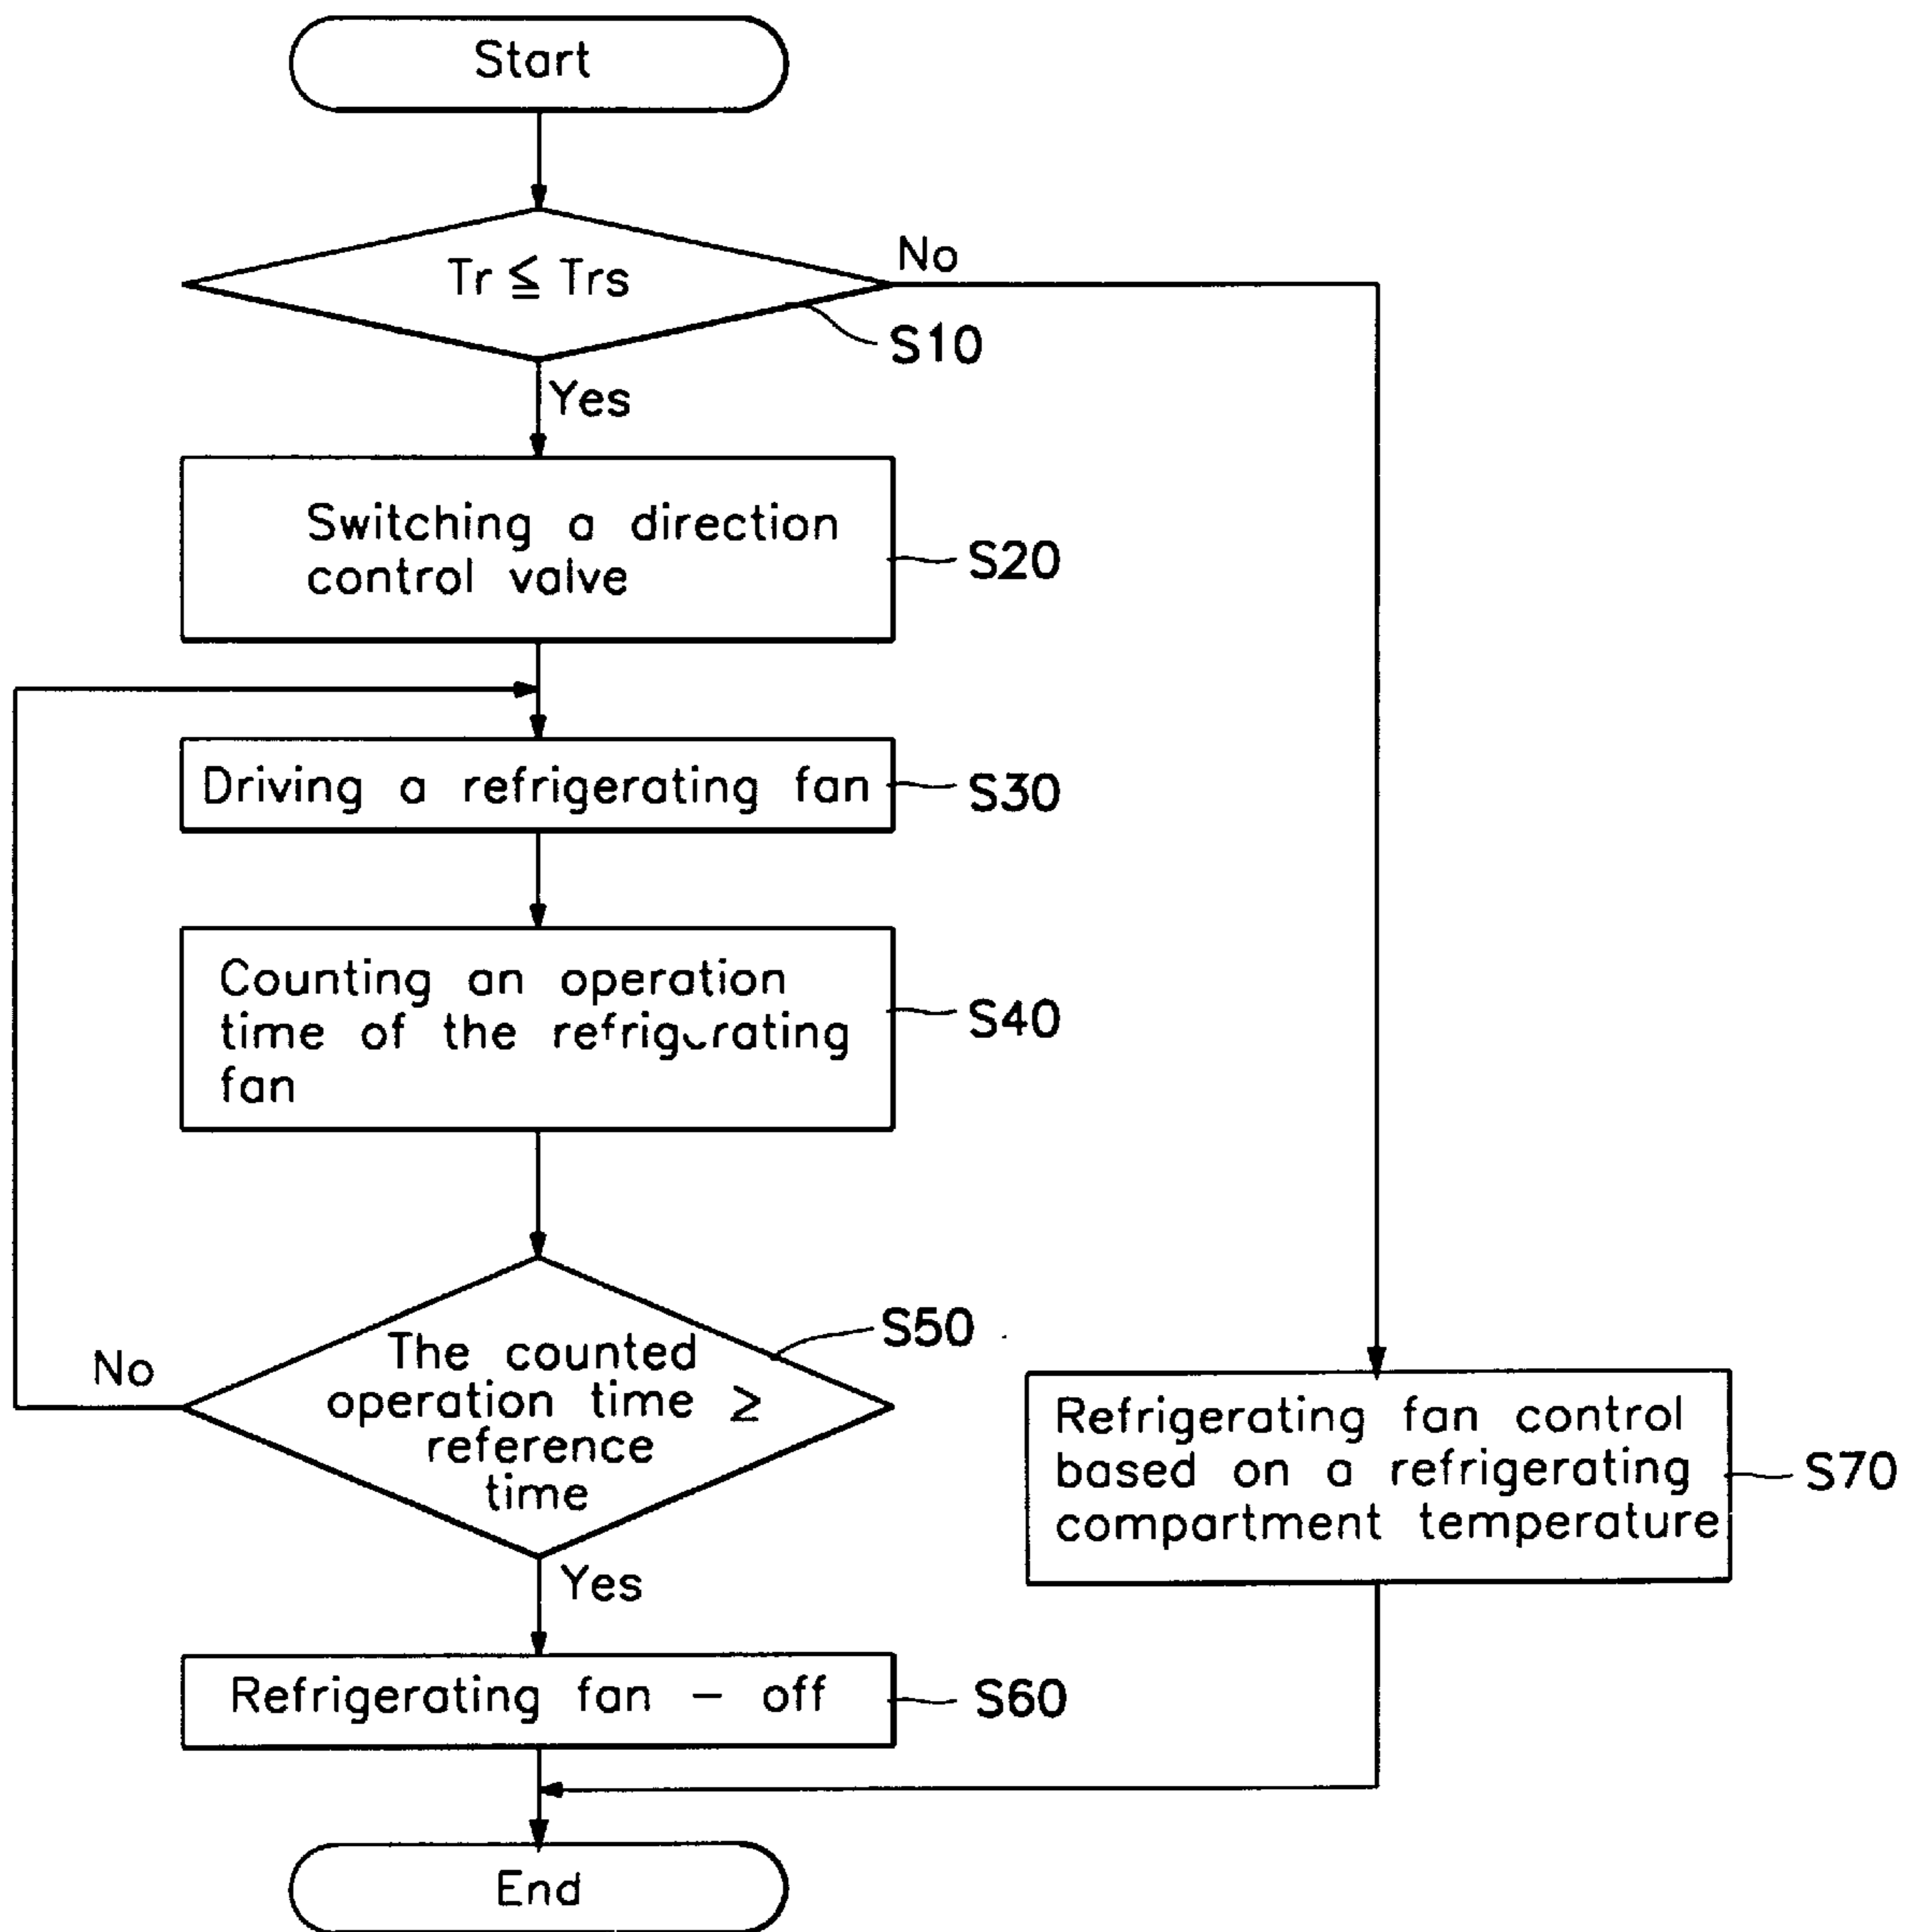 Start
Tr ≦ Trs
No
S10
Yes
Switching a direction
control valve
S20
Driving a refrigerating fan
S30
Counting an operation
time of the refrigerating
fan
S40
The counted
operation time ≥
reference
time
S50
No
Yes
Refrigerating fan control
based on a refrigerating
compartment temperature
S70
Refrigerating fan – off
S60
End